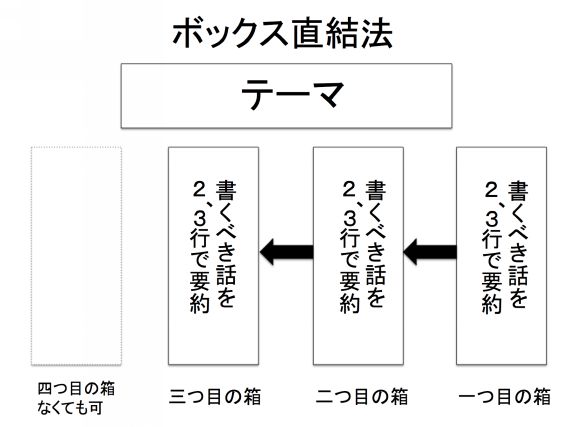 ボックス直結法
テーマ
書くべき話を
2、3行で要約
書くべき話を
2、3行で要約
書くべき話を
2、3行で要約
一つ目の箱
二つ目の箱
三つ目の箱
四つ目の箱
なくても可